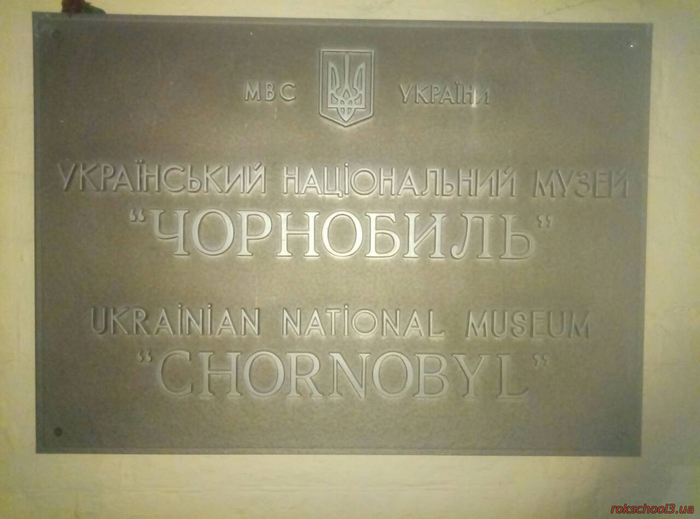 МВС УКРАЇНИ
УКРАЇНСЬКИЙ НАЦІОНАЛЬНИЙ МУЗЕЙ
“ЧОРНОБИЛЬ”
UKRAiNiAN NATiONAL MUSEUM
“CHORNOBYL”
rokschool3.ua